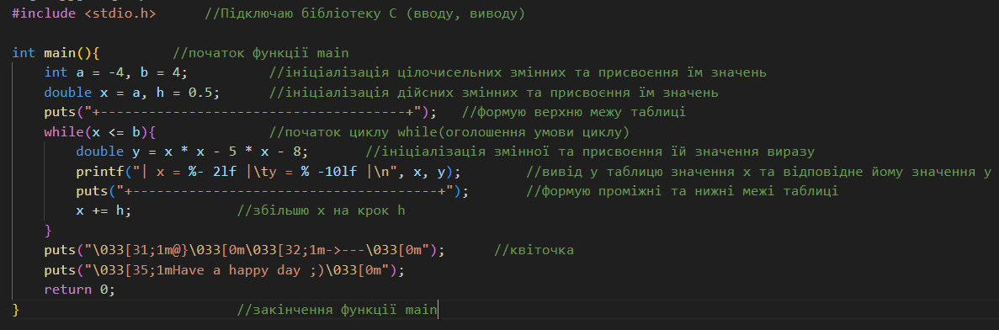 #include <stdio.h>      //Підключаю бібліотеку C (вводу, виводу)
int main(){         //початок функції main
    int a = -4, b = 4;          //ініціалізація цілочисельних змінних та присвоєння їм значень
    double x = a, h = 0.5;      //ініціалізація дійсних змінних та присвоєння їм значень
    puts("+--------------------------------------+");   //формую верхню межу таблиці
    while(x <= b){              //початок циклу while(оголошення умови циклу)
        double y = x * x - 5 * x - 8;       //ініціалізація змінної та присвоєння їй значення виразу
        printf("| x = %- 2lf |\ty = % -10lf |\n", x, y);        //вивід у таблицю значення x та відповідне йому значення y
        puts("+--------------------------------------+");       //формую проміжні та нижні межі таблиці
        x += h;             //збільшю x на крок h
    }
    puts("\033[31;1m@}\033[0m\033[32;1m->---\033[0m");      //квіточка
    puts("\033[35;1mHave a happy day ;)\033[0m");
    return 0;
}                           //закінчення функції main